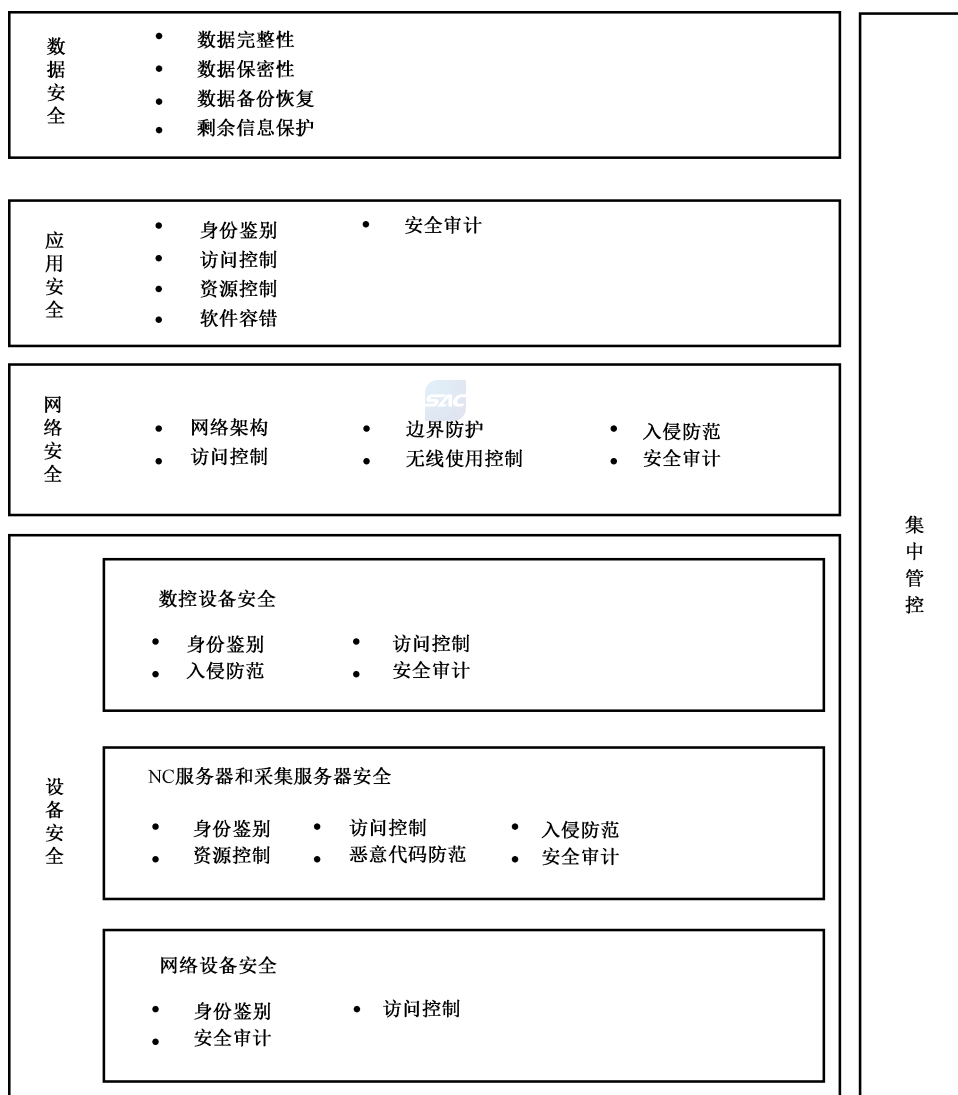 数据安全
• 数据完整性
• 数据保密性
• 数据备份恢复
• 剩余信息保护
应用安全
• 身份鉴别 • 安全审计
• 访问控制
• 资源控制
• 软件容错
SAC
网络安全
• 网络架构 • 边界防护 • 入侵防范
• 访问控制 • 无线使用控制 • 安全审计
设备安全
数控设备安全
• 身份鉴别 • 访问控制
• 入侵防范 • 安全审计
NC服务器和采集服务器安全
• 身份鉴别 • 访问控制 • 入侵防范
• 资源控制 • 恶意代码防范 • 安全审计
网络设备安全
• 身份鉴别 • 访问控制
• 安全审计
集中管控